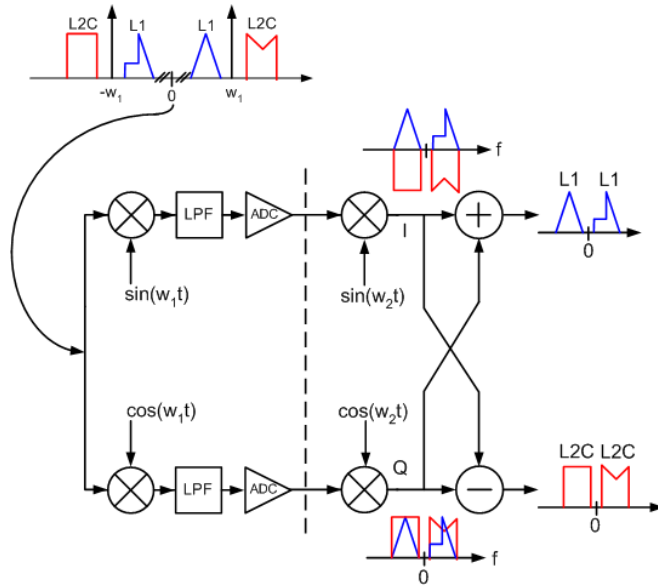 L2C L1 L1 L2C
-w₁ 0 w₁
f
L1 L1
0
LPF ADC I
sin(w₁t) sin(w₂t)
cos(w₁t) cos(w₂t)
LPF ADC Q
L2C L2C
0
0 f